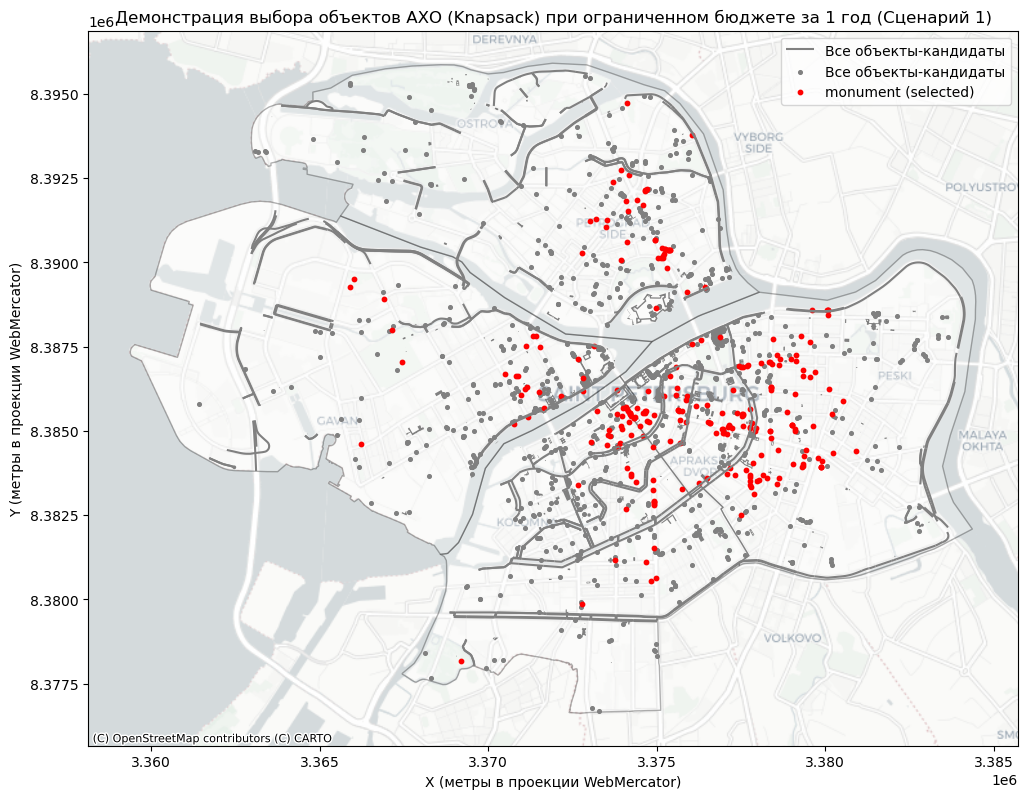 Демонстрация выбора объектов АХО (Knapsack) при ограниченном бюджете за 1 год (Сценарий 1)
1e6
8.3950
8.3925
8.3900
8.3875
8.3850
8.3825
8.3800
8.3775
Y (метры в проекции WebMercator)
Все объекты-кандидаты
Все объекты-кандидаты
monument (selected)
DEREVNYA
OSTROVA
VYBORG
SIDE
POLYUSTROV
SIDE
SAINT PETERSBURG
PESKI
GAVAN
MALAYA
OKHTA
APRAKSIN
DVOR
KOLOMNA
VOLKOVO
(C) OpenStreetMap contributors (C) CARTO
3.360
3.365
3.370
3.375
3.380
3.385
1e6
X (метры в проекции WebMercator)